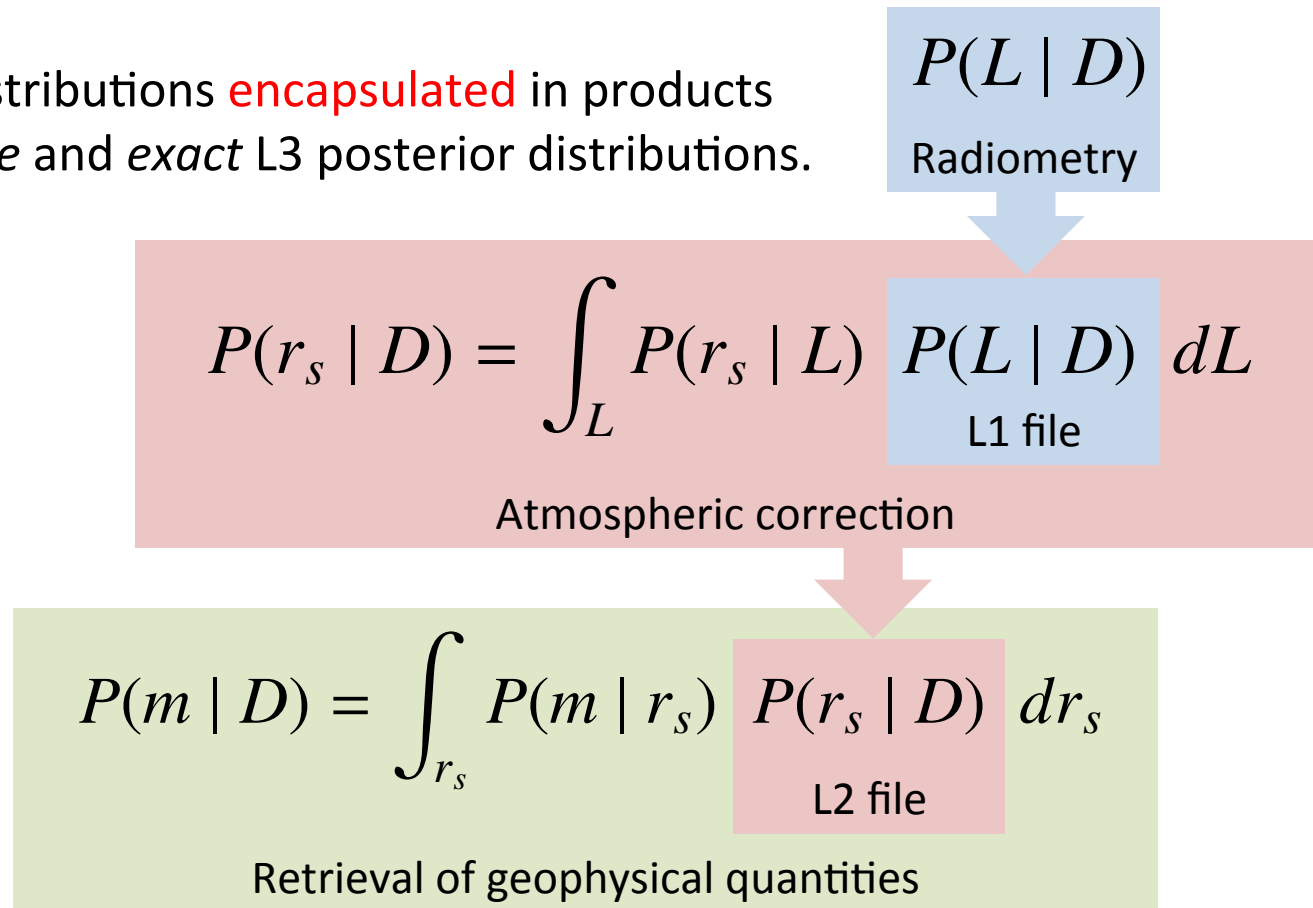 encapsulated in products
and exact L3 posterior distributions.
P(L | D)
Radiometry
P(r_s | D) = ∫_L P(r_s | L) P(L | D) dL
L1 file
Atmospheric correction
P(m | D) = ∫_{r_s} P(m | r_s) P(r_s | D) dr_s
L2 file
Retrieval of geophysical quantities